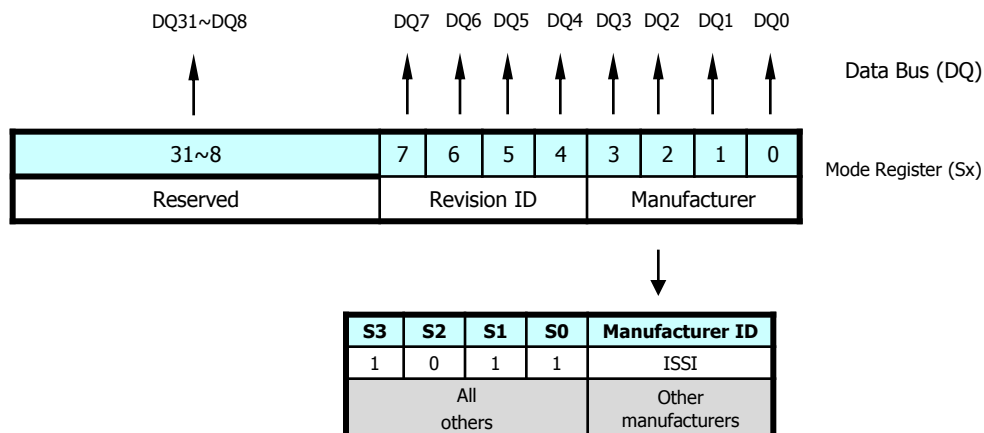 DQ31~DQ8 DQ7 DQ6 DQ5 DQ4 DQ3 DQ2 DQ1 DQ0
Data Bus (DQ)
31~8 7 6 5 4 3 2 1 0
Mode Register (Sx)
Reserved Revision ID Manufacturer
S3 S2 S1 S0 Manufacturer ID
1 0 1 1 ISSI
All others Other manufacturers